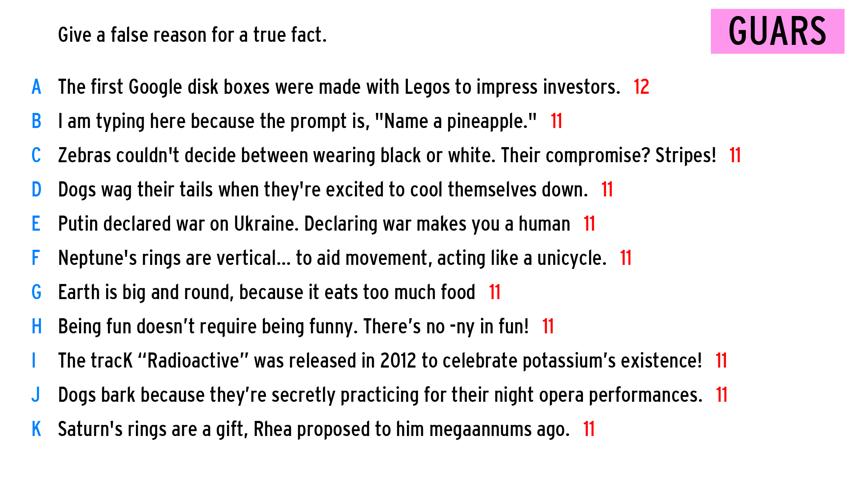 Give a false reason for a true fact.
GUARS
A The first Google disk boxes were made with Legos to impress investors. 12
B I am typing here because the prompt is, "Name a pineapple." 11
C Zebras couldn't decide between wearing black or white. Their compromise? Stripes! 11
D Dogs wag their tails when they're excited to cool themselves down. 11
E Putin declared war on Ukraine. Declaring war makes you a human 11
F Neptune's rings are vertical... to aid movement, acting like a unicycle. 11
G Earth is big and round, because it eats too much food 11
H Being fun doesn’t require being funny. There’s no -ny in fun! 11
I The tracK “Radioactive” was released in 2012 to celebrate potassium’s existence! 11
J Dogs bark because they’re secretly practicing for their night opera performances. 11
K Saturn's rings are a gift, Rhea proposed to him megaannums ago. 11